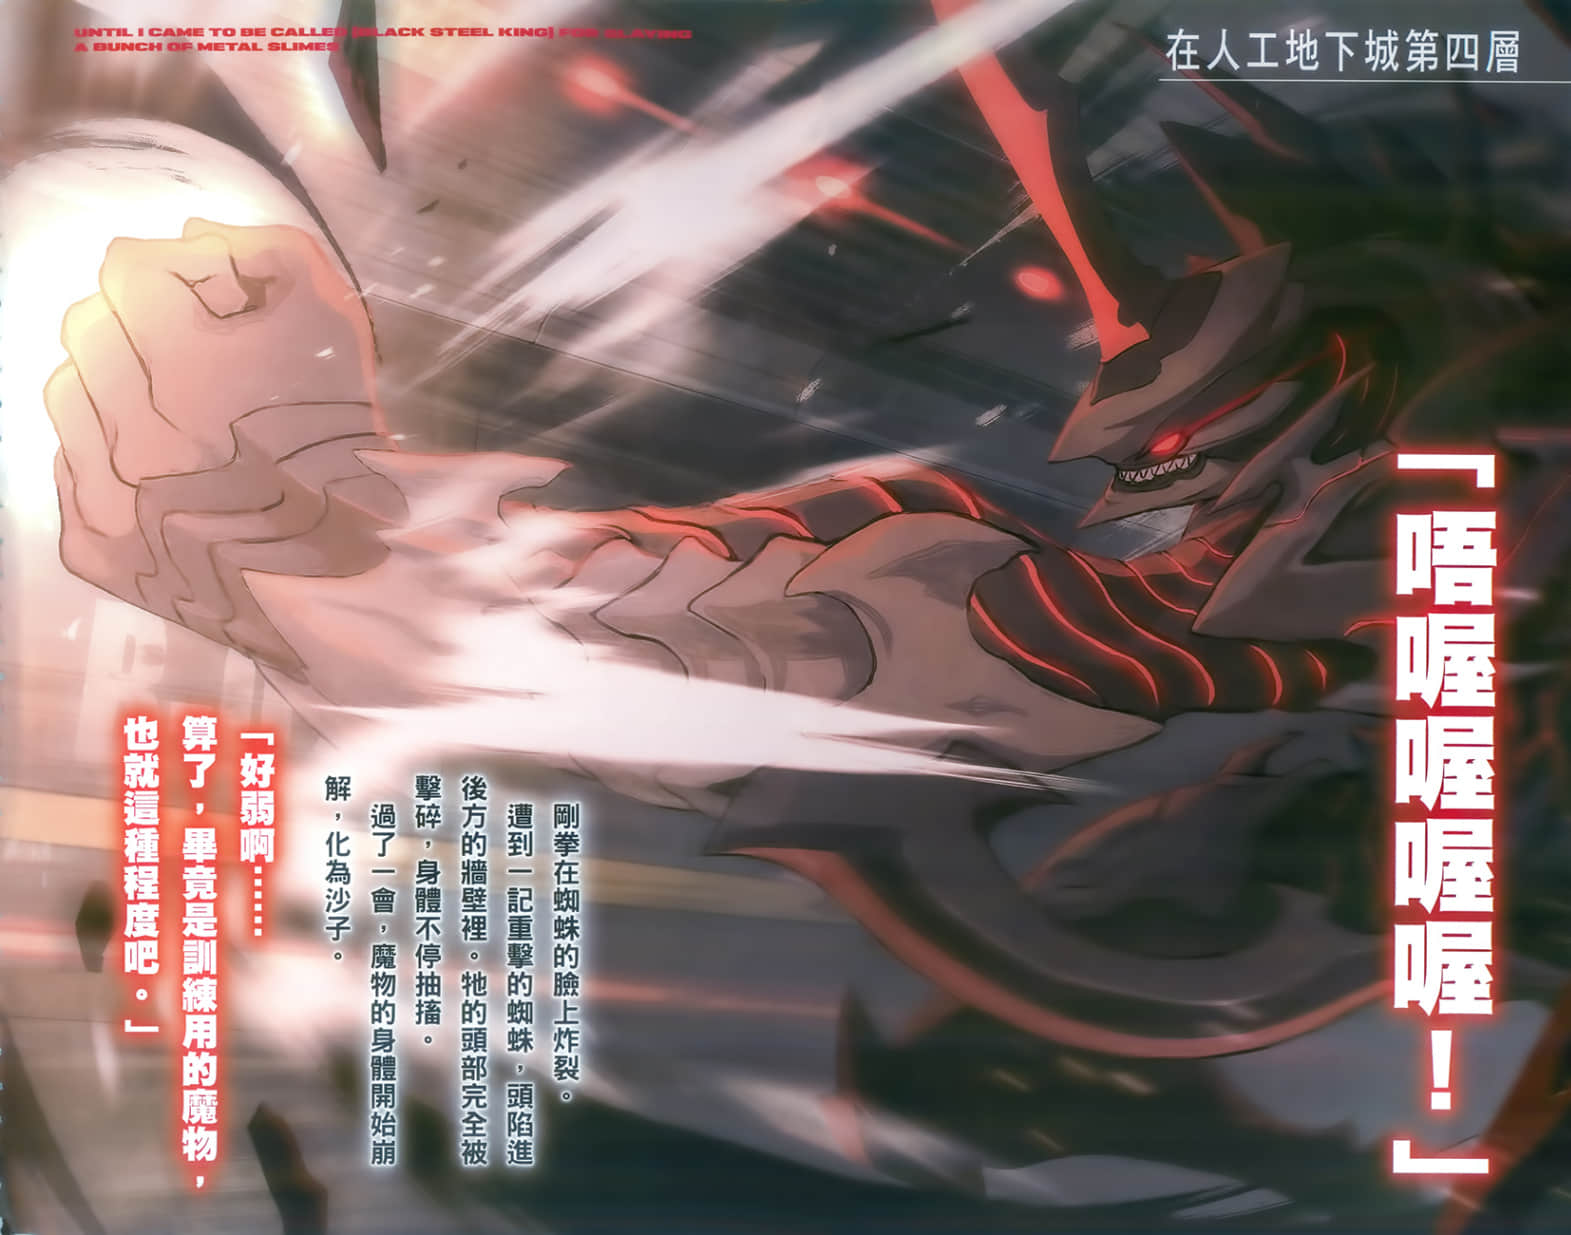 UNTIL I CAME TO BE CALLED [BLACK STEEL KING] FOR SLAYING
A BUNCH OF METAL SLIMES
在人工地下城第四層
「唔喔喔喔喔！」
剛拳在蜘蛛的臉上炸裂。
遭到一記重擊的蜘蛛，頭陷進
後方的牆壁裡。牠的頭部完全被
擊碎，身體不停抽搐。
過了一會，魔物的身體開始崩
解，化為沙子。
「好弱啊……
算了，畢竟是訓練用的魔物，
也就這種程度吧。」